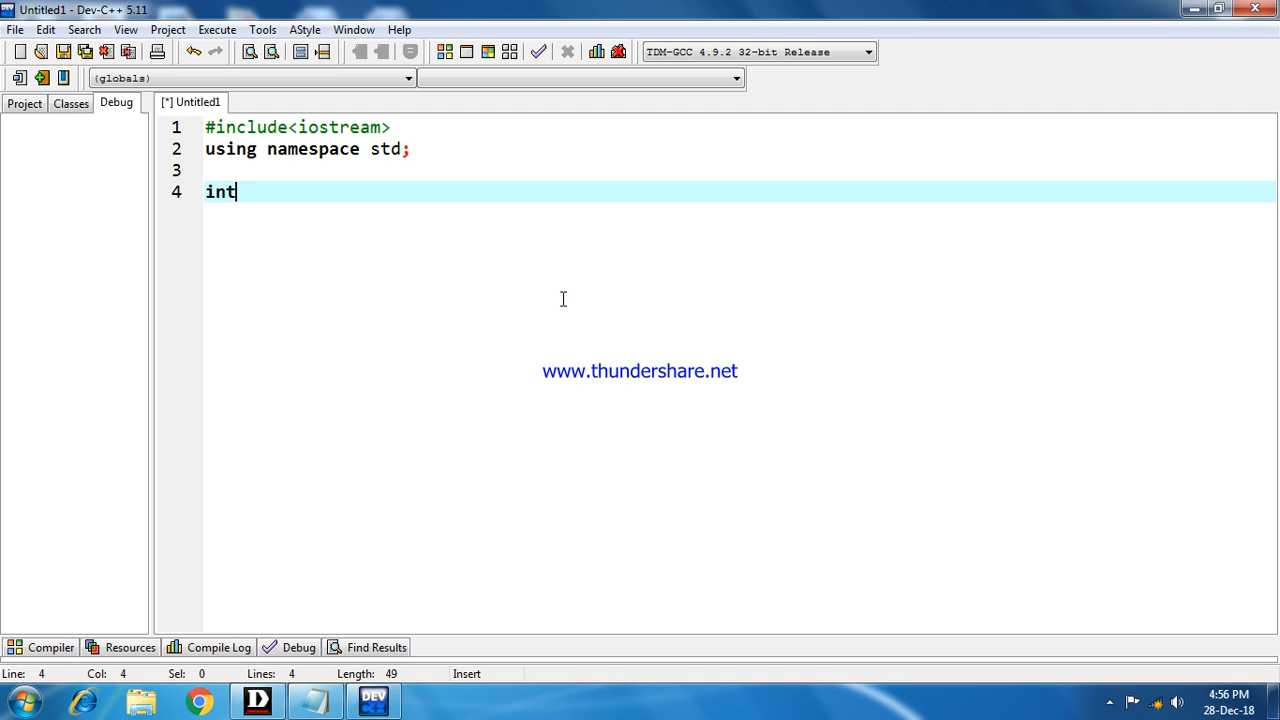 Untitled1 - Dev-C++ 5.11
File Edit Search View Project Execute Tools AStyle Window Help
TDM-GCC 4.9.2 32-bit Release
(globals)
Project Classes Debug [*] Untitled1
1 #include<iostream>
2 using namespace std;
3
4 int
www.thundershare.net
Compiler Resources Compile Log Debug Find Results
Line: 4 Col: 4 Sel: 0 Lines: 4 Length: 49 Insert
D DEV C++ 4:56 PM
28-Dec-18